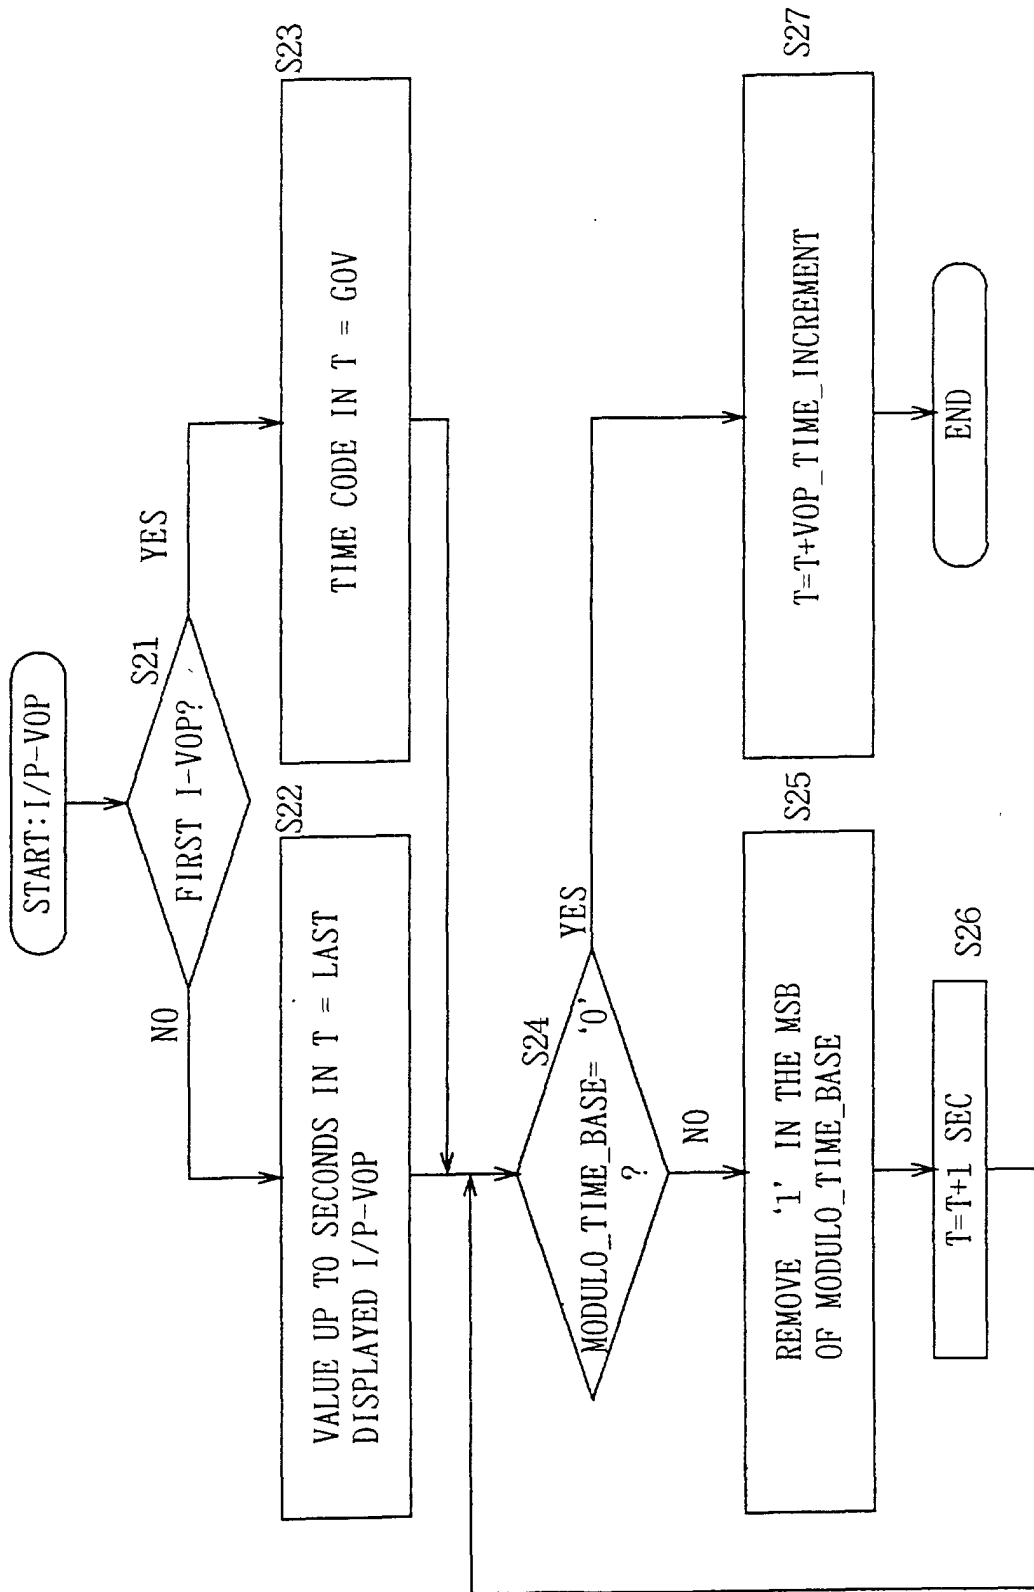 START:I/P-VOP
S21
FIRST I-VOP?
NO
YES
S22
VALUE UP TO SECONDS IN T = LAST
DISPLAYED I/P-VOP
S23
TIME CODE IN T = GOV
S24
MODULO_TIME_BASE= ‘0’
?
YES
NO
S25
REMOVE ‘1’ IN THE MSB
OF MODULO_TIME_BASE
S27
T=T+VOP_TIME_INCREMENT
S26
T=T+1 SEC
END